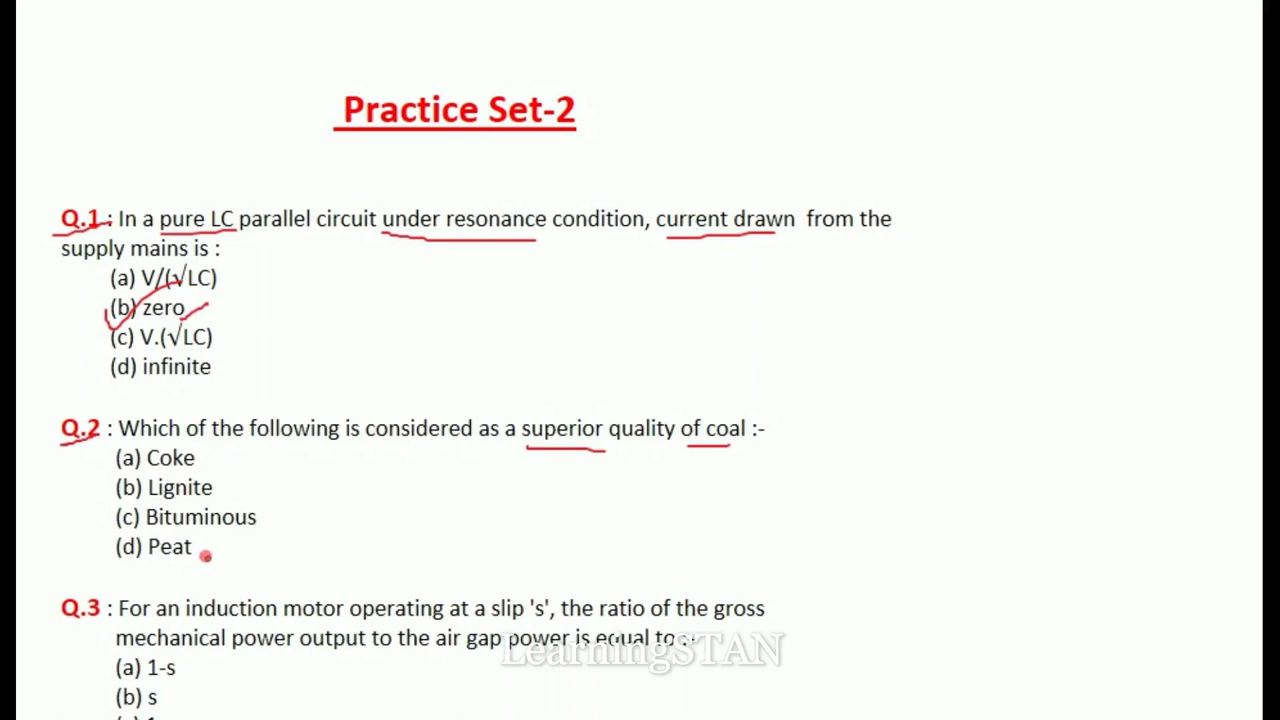 Practice Set-2
Q.1 : In a pure LC parallel circuit under resonance condition, current drawn from the
supply mains is :
(a) V/(√LC)
(b) zero
(c) V.(√LC)
(d) infinite
Q.2 : Which of the following is considered as a superior quality of coal :-
(a) Coke
(b) Lignite
(c) Bituminous
(d) Peat
Q.3 : For an induction motor operating at a slip 's', the ratio of the gross
mechanical power output to the air gap power is equal to :-
LearningSTAN
(a) 1-s
(b) s